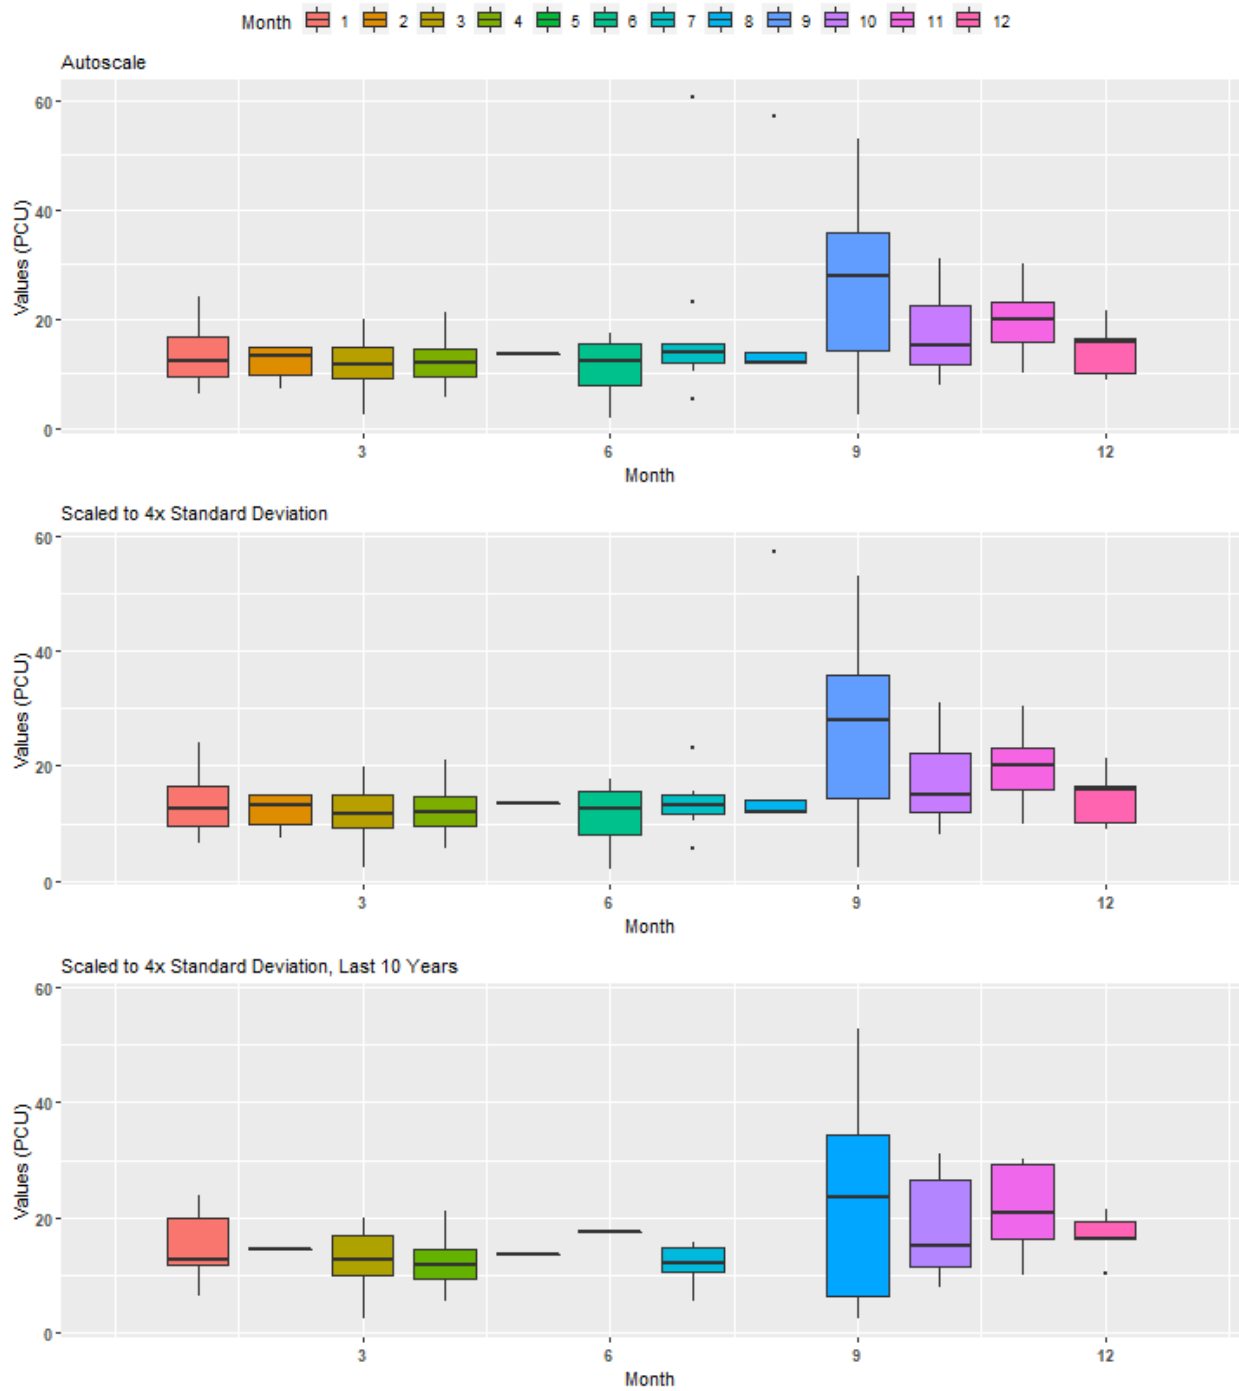 Month 1 2 3 4 5 6 7 8 9 10 11 12
Autoscale
Values (PCU)
60
40
20
0
3 6 9 12
Month
Scaled to 4x Standard Deviation
Values (PCU)
60
40
20
0
3 6 9 12
Month
Scaled to 4x Standard Deviation, Last 10 Years
Values (PCU)
60
40
20
0
3 6 9 12
Month